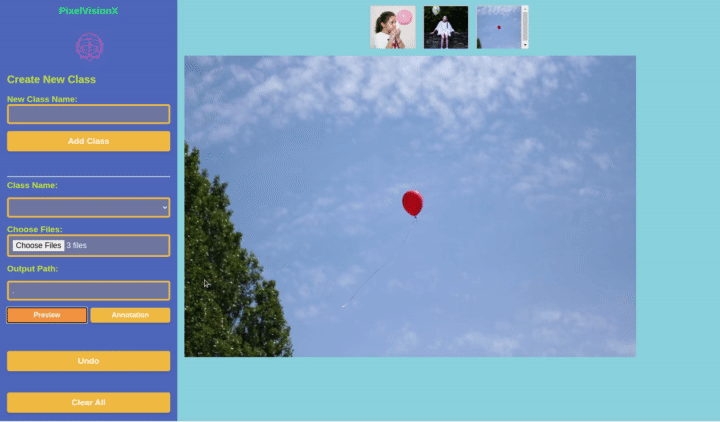 PixelVisionX
Create New Class
New Class Name:
Add Class
Class Name:
Choose Files:
Choose Files 3 files
Output Path:
Preview Annotation
Undo
Clear All